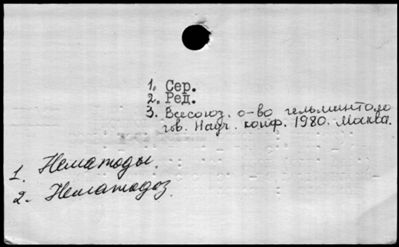 1. Сер.
2. Ред.
3. Всесоюз. о-во гельминтоло
гов. Науч. конф. 1980. Москва.
1. Нематоды.
2. Нематодоз.